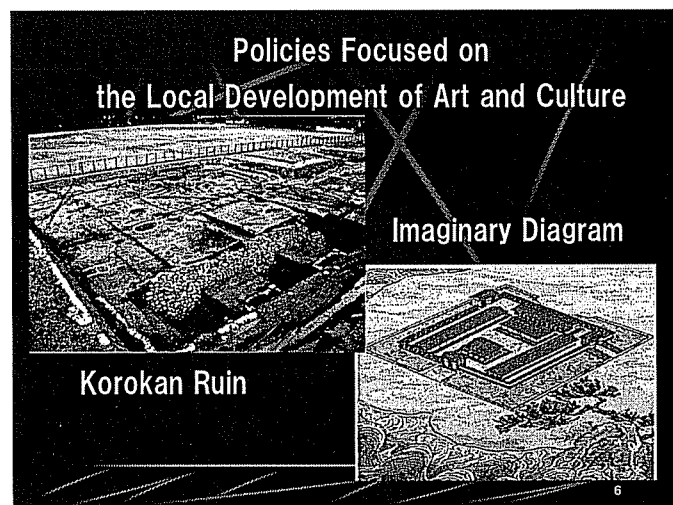 Policies Focused on
the Local Development of Art and Culture
Imaginary Diagram
Korokan Ruin
6